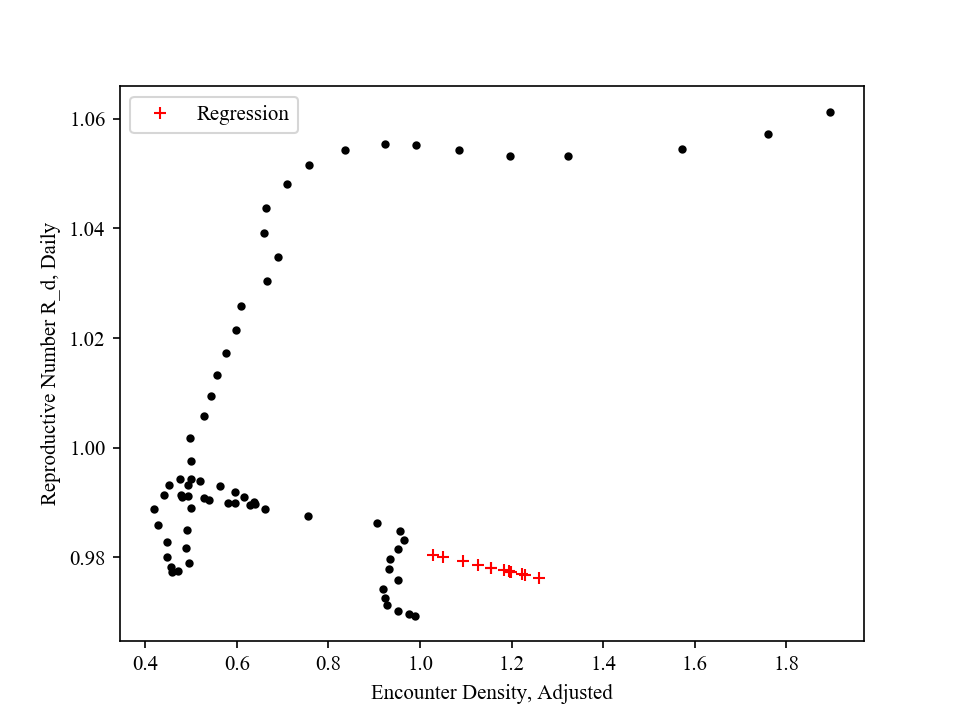 Regression
1.06
1.04
1.02
1.00
0.98
Reproductive Number R_d, Daily
0.4 0.6 0.8 1.0 1.2 1.4 1.6 1.8
Encounter Density, Adjusted